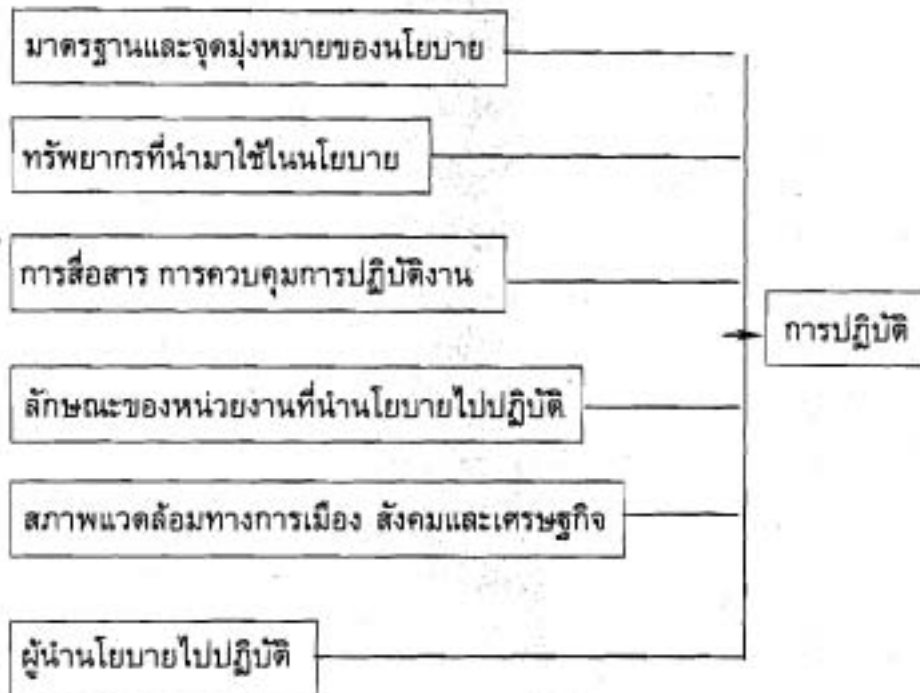 มาตรฐานและจุดมุ่งหมายของนโยบาย
ทรัพยากรที่นำมาใช้ในนโยบาย
การสื่อสาร การควบคุมการปฏิบัติงาน
การปฏิบัติ
ลักษณะของหน่วยงานที่นำนโยบายไปปฏิบัติ
สภาพแวดล้อมทางการเมือง สังคมและเศรษฐกิจ
ผู้นำนโยบายไปปฏิบัติ